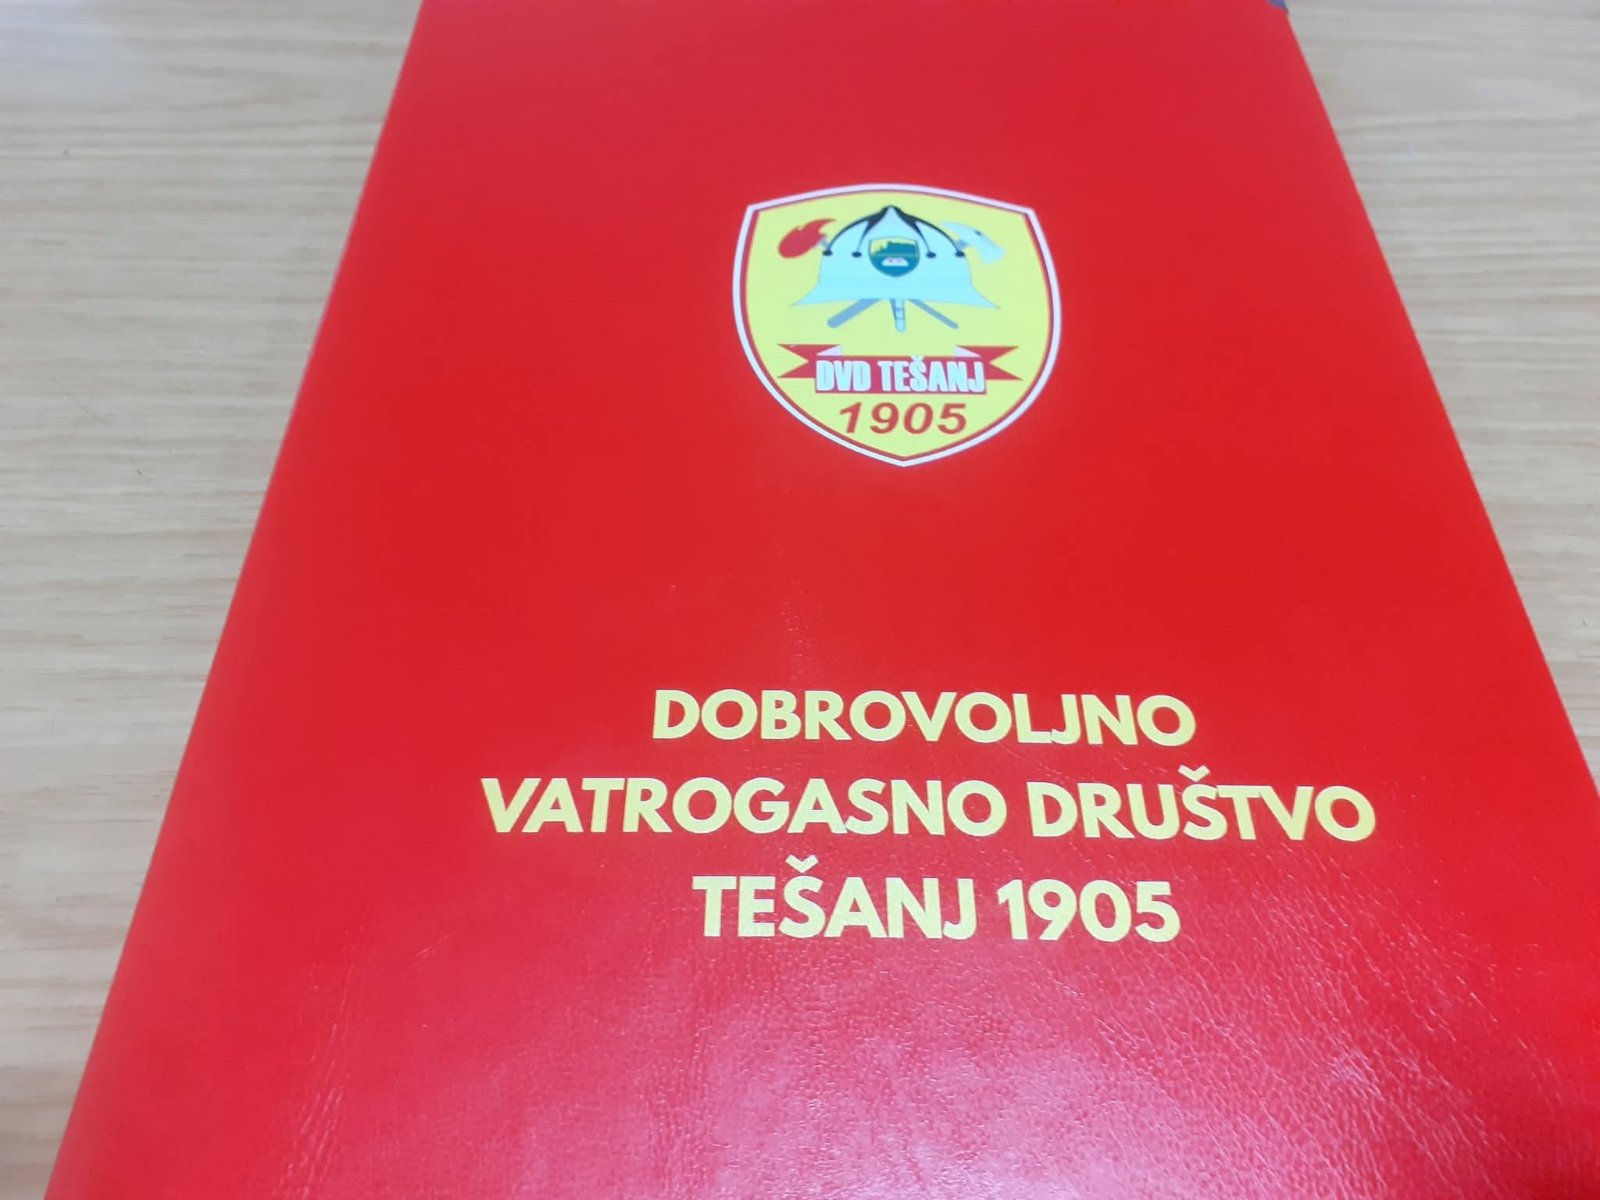 DVD TEŠANJ
1905
DOBROVOLJNO
VATROGASNO DRUŠTVO
TEŠANJ 1905